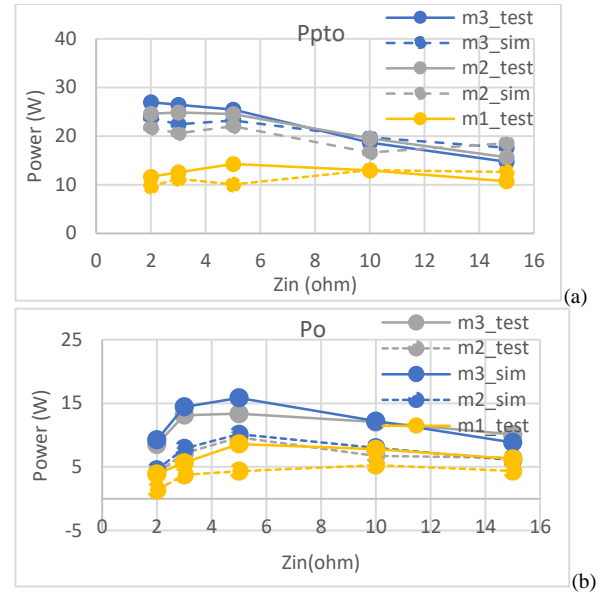 Ppto
m3_test
m3_sim
m2_test
m2_sim
m1_test
Power (W)
40
30
20
10
0
0 2 4 6 8 10 12 14 16
Zin (ohm)
(a)
Po
m3_test
m2_test
m3_sim
m2_sim
m1_test
Power (W)
25
15
5
-5
0 2 4 6 8 10 12 14 16
Zin(ohm)
(b)